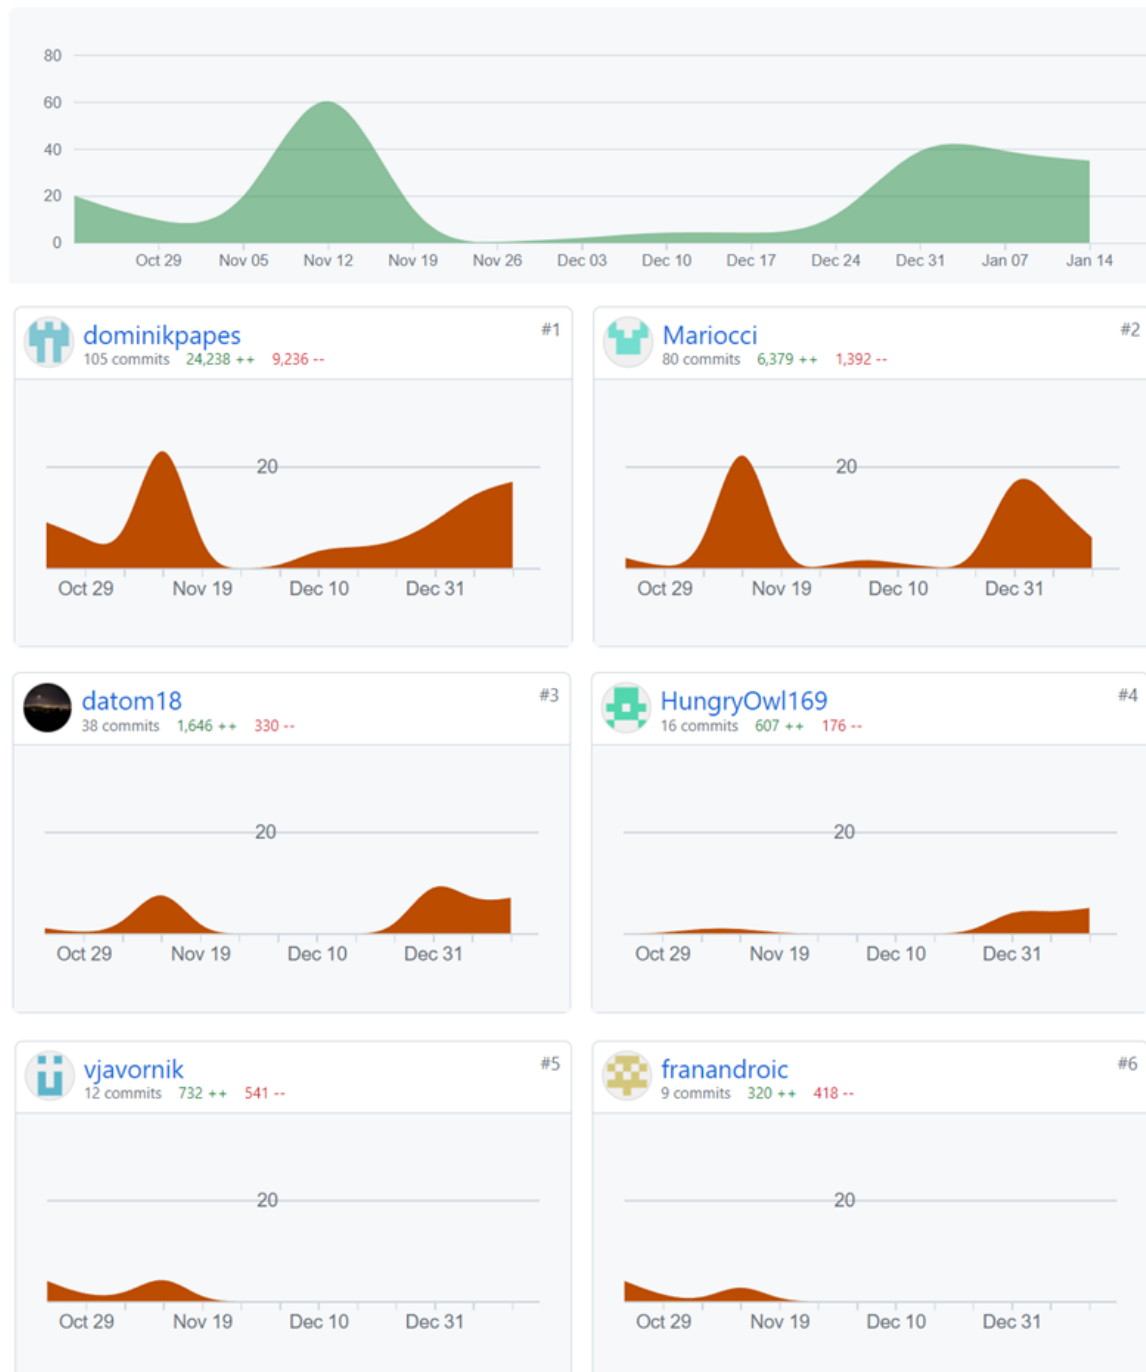 80
60
40
20
0
Oct 29 Nov 05 Nov 12 Nov 19 Nov 26 Dec 03 Dec 10 Dec 17 Dec 24 Dec 31 Jan 07 Jan 14
dominikpapes #1
105 commits 24,238 ++ 9,236 --
20
Oct 29 Nov 19 Dec 10 Dec 31
Mariocci #2
80 commits 6,379 ++ 1,392 --
20
Oct 29 Nov 19 Dec 10 Dec 31
datom18 #3
38 commits 1,646 ++ 330 --
20
Oct 29 Nov 19 Dec 10 Dec 31
HungryOwl169 #4
16 commits 607 ++ 176 --
20
Oct 29 Nov 19 Dec 10 Dec 31
vjavornik #5
12 commits 732 ++ 541 --
20
Oct 29 Nov 19 Dec 10 Dec 31
franandroic #6
9 commits 320 ++ 418 --
20
Oct 29 Nov 19 Dec 10 Dec 31